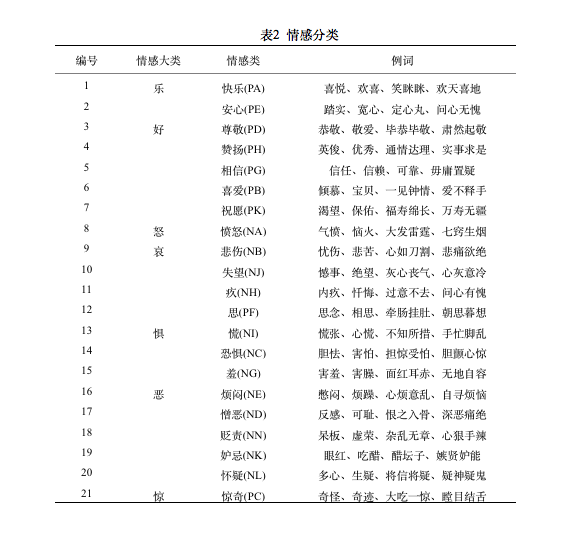 表2 情感分类
编号 情感大类 情感类 例词
1 乐 快乐(PA) 喜悦、欢喜、笑眯眯、欢天喜地
2 安心(PE) 踏实、宽心、定心丸、问心无愧
3 好 尊敬(PD) 恭敬、敬爱、毕恭毕敬、肃然起敬
4 赞扬(PH) 英俊、优秀、通情达理、实事求是
5 相信(PG) 信任、信赖、可靠、毋庸置疑
6 喜爱(PB) 倾慕、宝贝、一见钟情、爱不释手
7 祝愿(PK) 渴望、保佑、福寿绵长、万寿无疆
8 怒 愤怒(NA) 气愤、恼火、大发雷霆、七窍生烟
9 哀 悲伤(NB) 忧伤、悲苦、心如刀割、悲痛欲绝
10 失望(NJ) 憾事、绝望、灰心丧气、心灰意冷
11 疚(NH) 内疚、忏悔、过意不去、问心有愧
12 思(PF) 思念、相思、牵肠挂肚、朝思暮想
13 惧 慌(NI) 慌张、心慌、不知所措、手忙脚乱
14 恐惧(NC) 胆怯、害怕、担惊受怕、胆颤心惊
15 羞(NG) 害羞、害臊、面红耳赤、无地自容
16 恶 烦闷(NE) 憋闷、烦躁、心烦意乱、自寻烦恼
17 憎恶(ND) 反感、可耻、恨之入骨、深恶痛绝
18 贬责(NN) 呆板、虚荣、杂乱无章、心狠手辣
19 妒忌(NK) 眼红、吃醋、醋坛子、嫉贤妒能
20 怀疑(NL) 多心、生疑、将信将疑、疑神疑鬼
21 惊 惊奇(PC) 奇怪、奇迹、大吃一惊、瞠目结舌